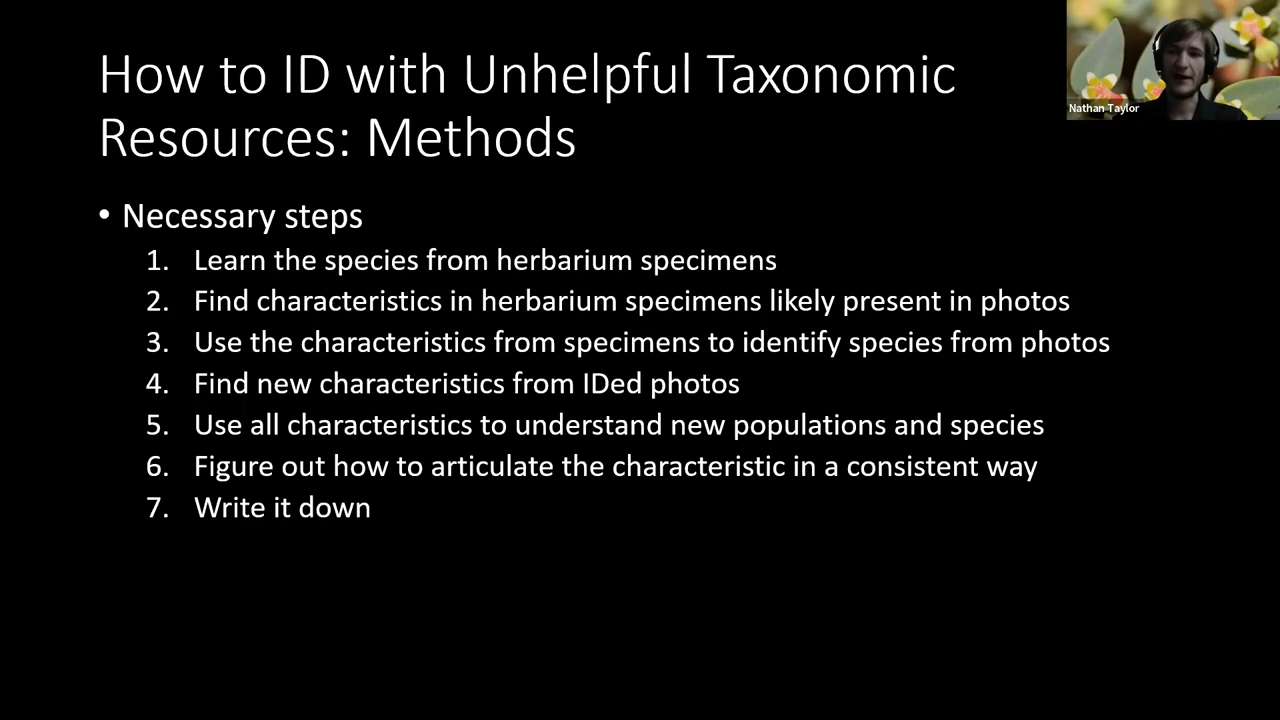 How to ID with Unhelpful Taxonomic
Resources: Methods
Nathan Taylor
• Necessary steps
1. Learn the species from herbarium specimens
2. Find characteristics in herbarium specimens likely present in photos
3. Use the characteristics from specimens to identify species from photos
4. Find new characteristics from IDed photos
5. Use all characteristics to understand new populations and species
6. Figure out how to articulate the characteristic in a consistent way
7. Write it down